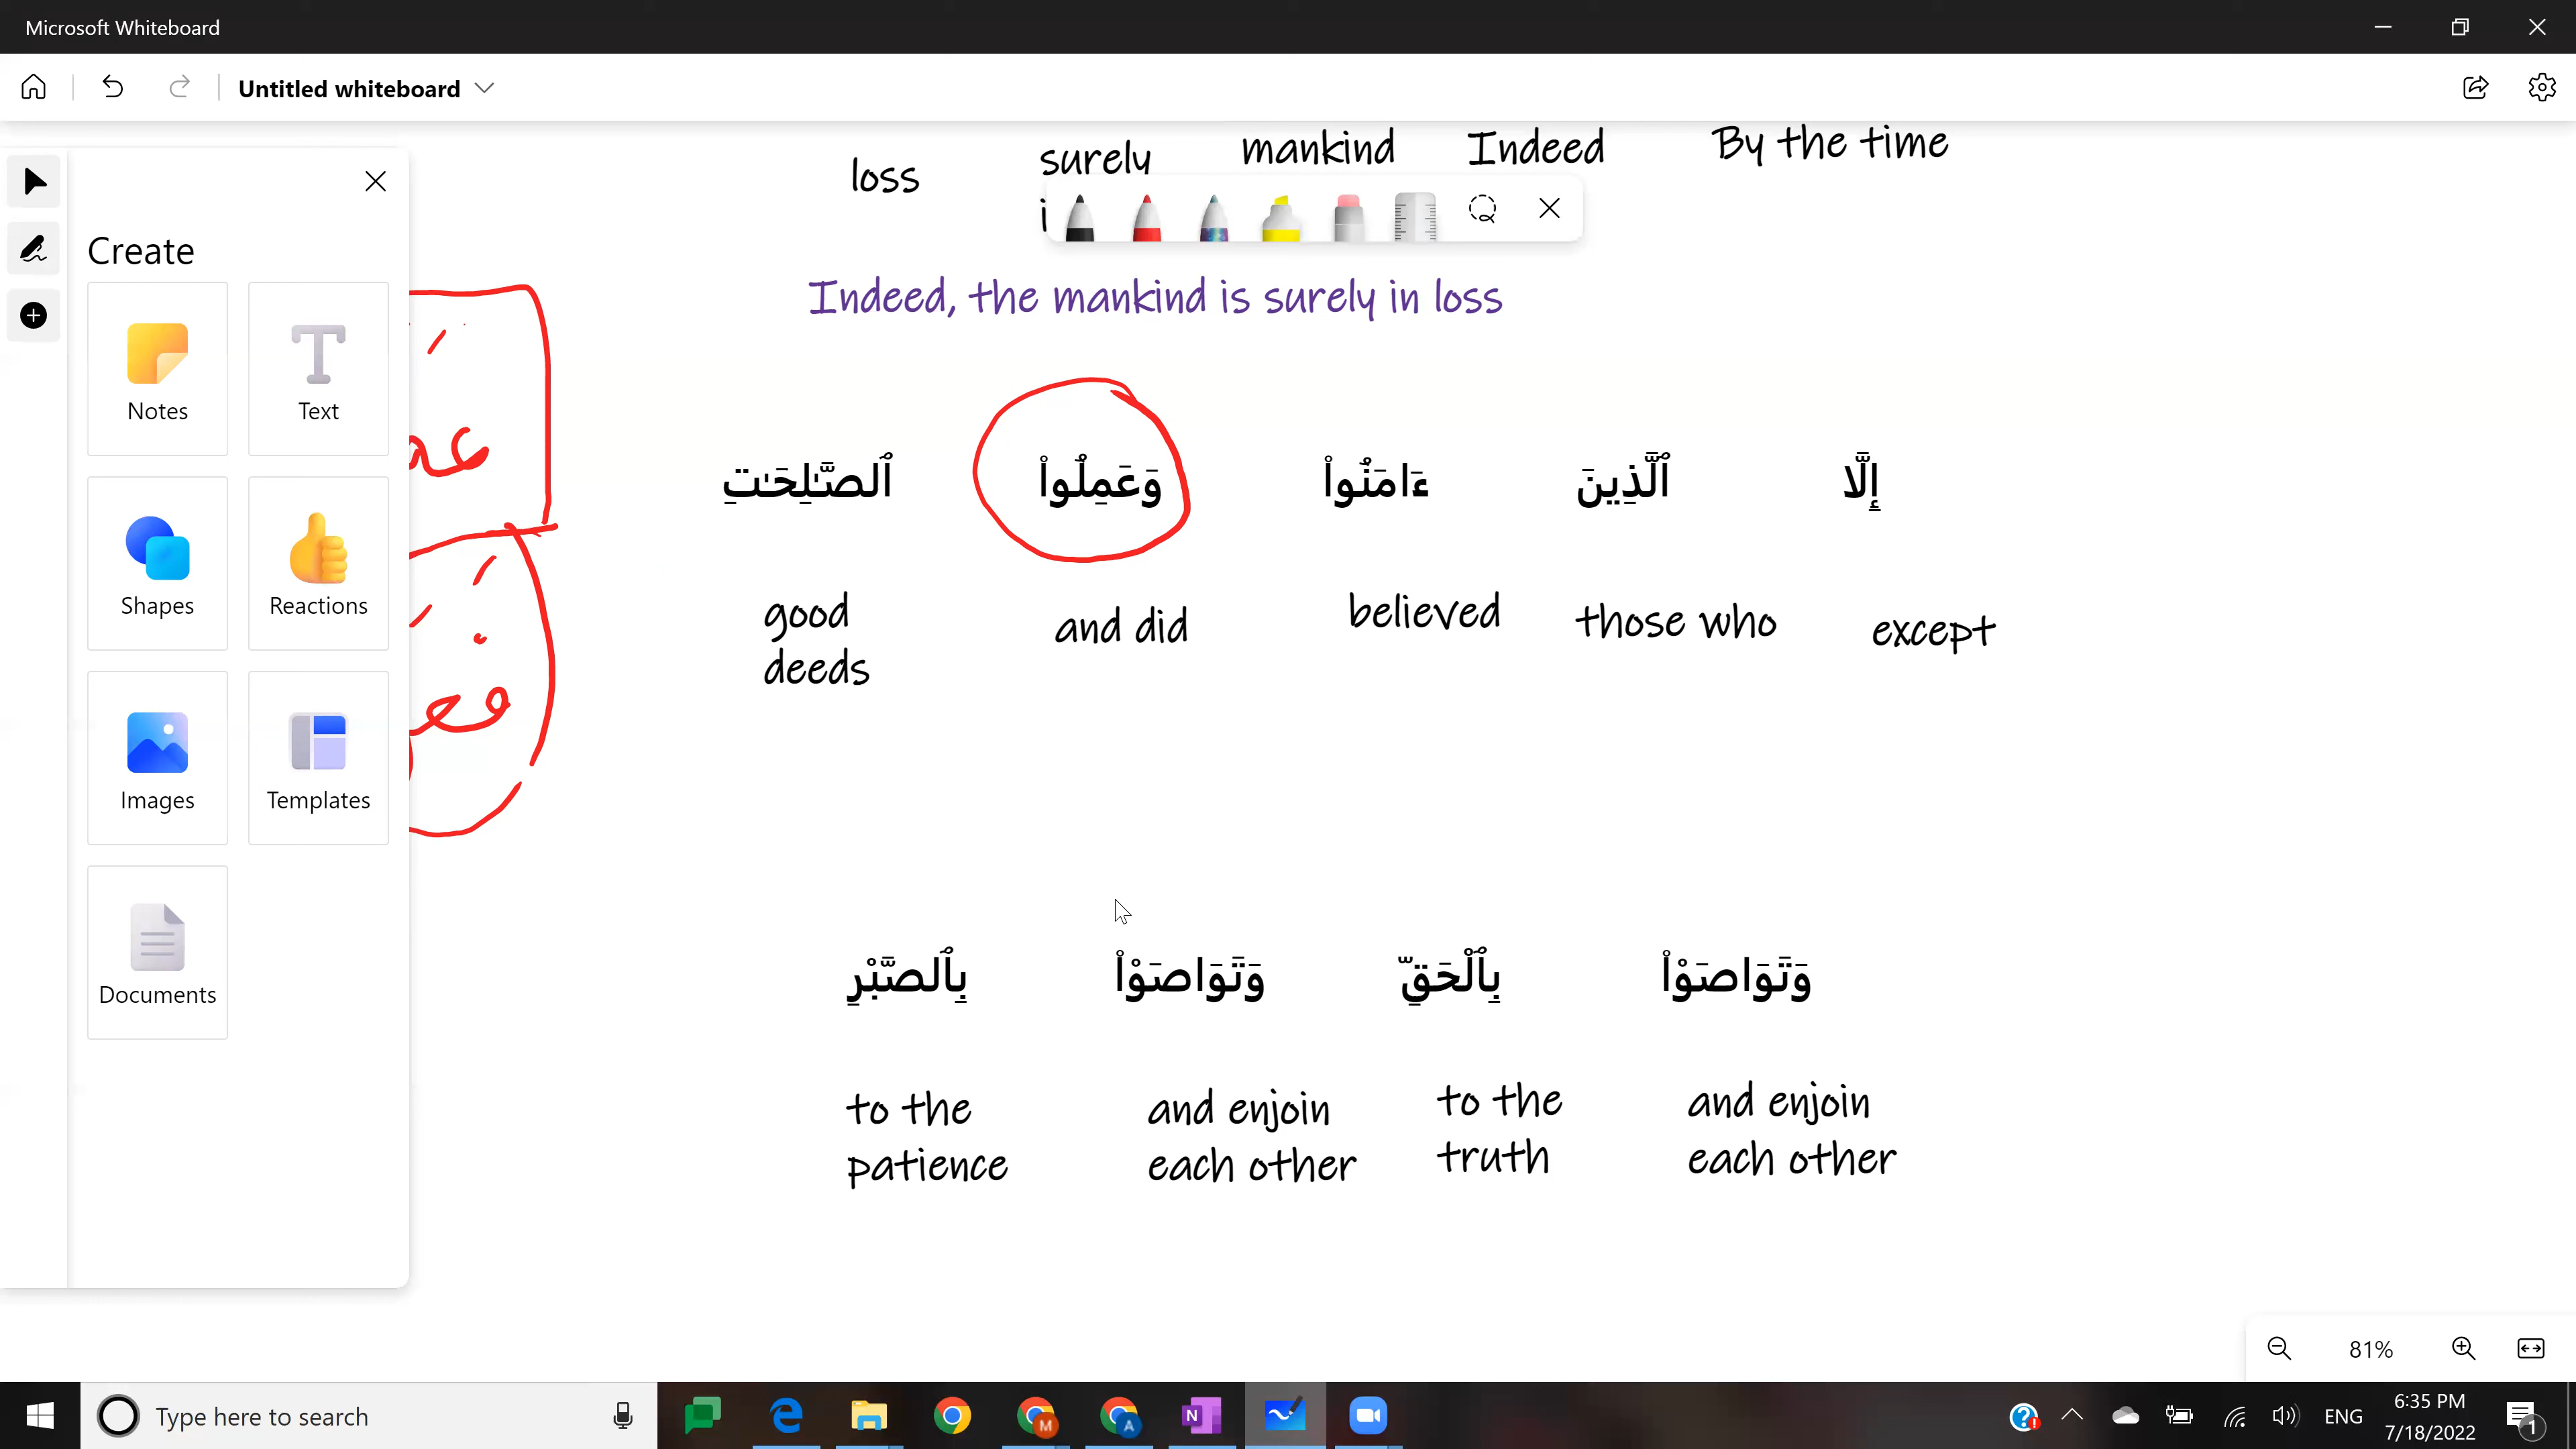 Microsoft Whiteboard
Untitled whiteboard
Create
Notes
Text
Shapes
Reactions
Images
Templates
Documents
loss
surely
i
mankind
Indeed
By the time
Indeed, the mankind is surely in loss
إِلَّا ٱلَّذِينَ ءَامَنُوا۟ وَعَمِلُوا۟ ٱلصَّـٰلِحَـٰتِ
good
deeds
and did
believed
those who
except
وَتَوَاصَوْا۟ بِٱلْحَقِّ وَتَوَاصَوْا۟ بِٱلصَّبْرِ
to the
patience
and enjoin
each other
to the
truth
and enjoin
each other
81%
Type here to search
ENG
6:35 PM
7/18/2022